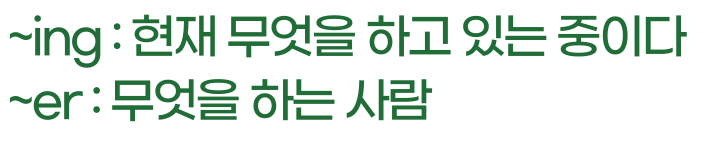 ~ing : 현재 무엇을 하고 있는 중이다
~er : 무엇을 하는 사람